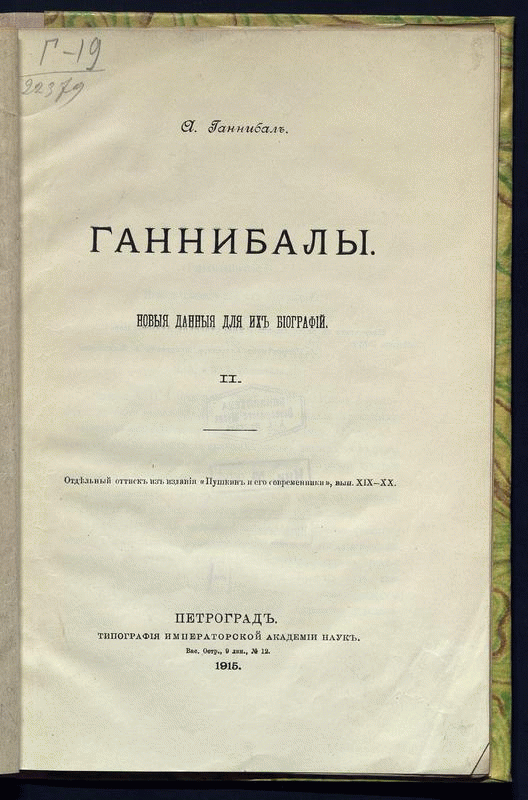 Г-19
22379
А. Ганнибалъ.
ГАННИБАЛЫ.
НОВЫЯ ДАННЫЯ ДЛЯ ИХЪ БІОГРАФІЙ.
II.
Отдѣльный оттискъ изъ изданія «Пушкинъ и его современники», вып. XIX—XX.
ПЕТРОГРАДЪ.
ТИПОГРАФІЯ ИМПЕРАТОРСКОЙ АКАДЕМІИ НАУКЪ.
Вас. Остр., 9 лин., № 12.
1915.